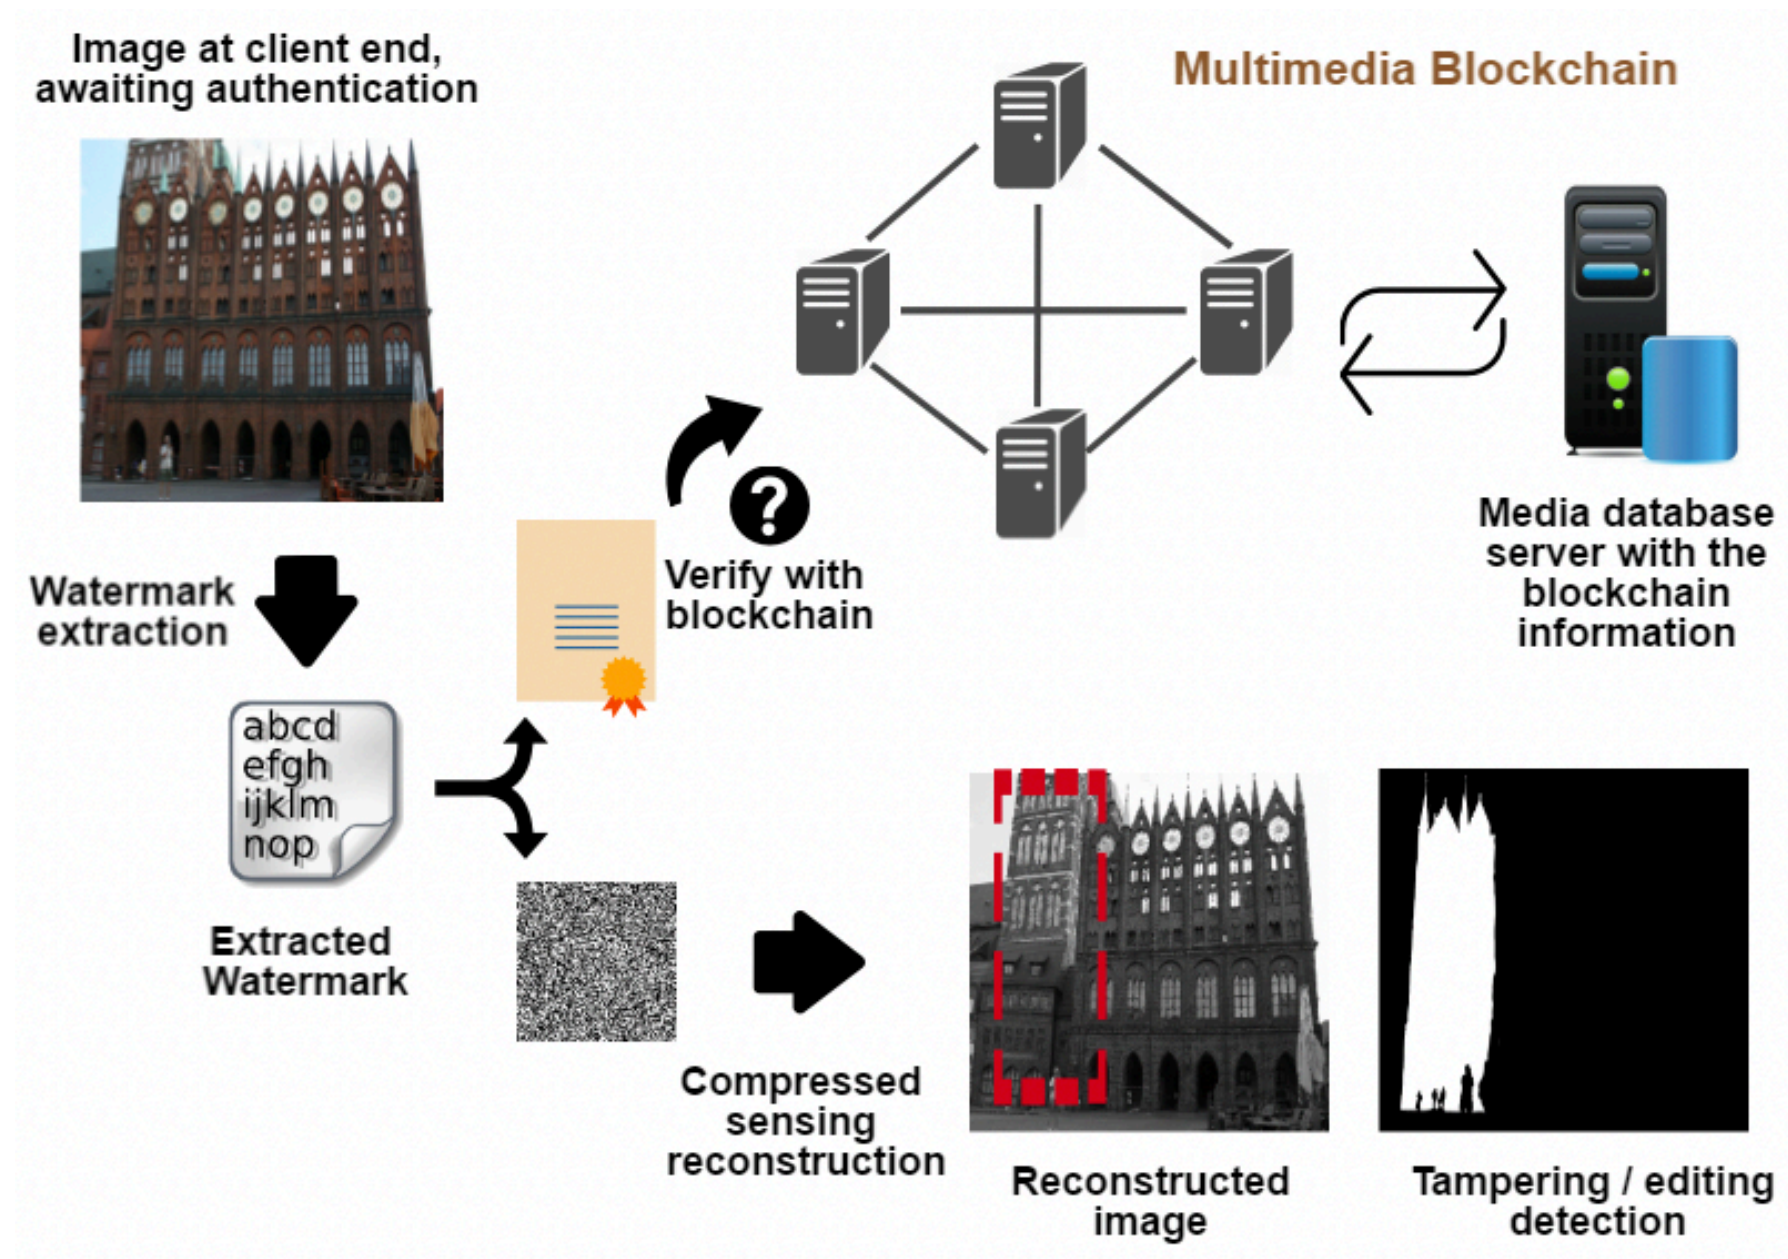 Image at client end,
awaiting authentication
Multimedia Blockchain
Media database
server with the
blockchain
information
Verify with
blockchain
Watermark
extraction
abcd
efgh
ijklm
nop
Extracted
Watermark
Compressed
sensing
reconstruction
Reconstructed
image
Tampering / editing
detection